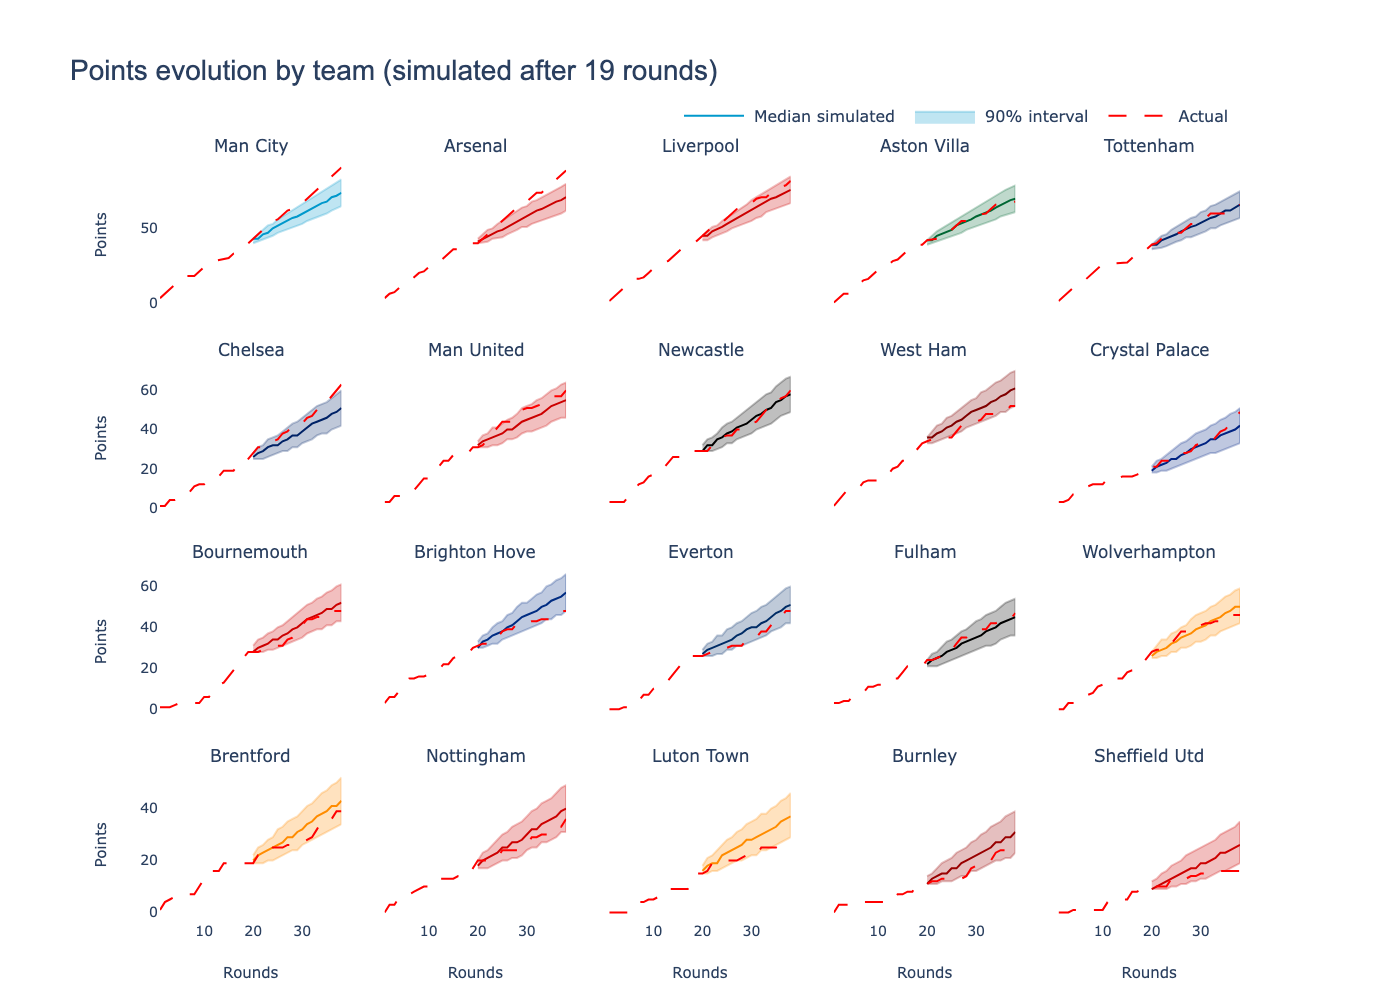 Points evolution by team (simulated after 19 rounds)
Median simulated 90% interval Actual
Man City Arsenal Liverpool Aston Villa Tottenham
Points
50
0
Chelsea Man United Newcastle West Ham Crystal Palace
Points
60
40
20
0
Bournemouth Brighton Hove Everton Fulham Wolverhampton
Points
60
40
20
0
Brentford Nottingham Luton Town Burnley Sheffield Utd
Points
40
20
0
10 20 30 10 20 30 10 20 30 10 20 30 10 20 30
Rounds Rounds Rounds Rounds Rounds